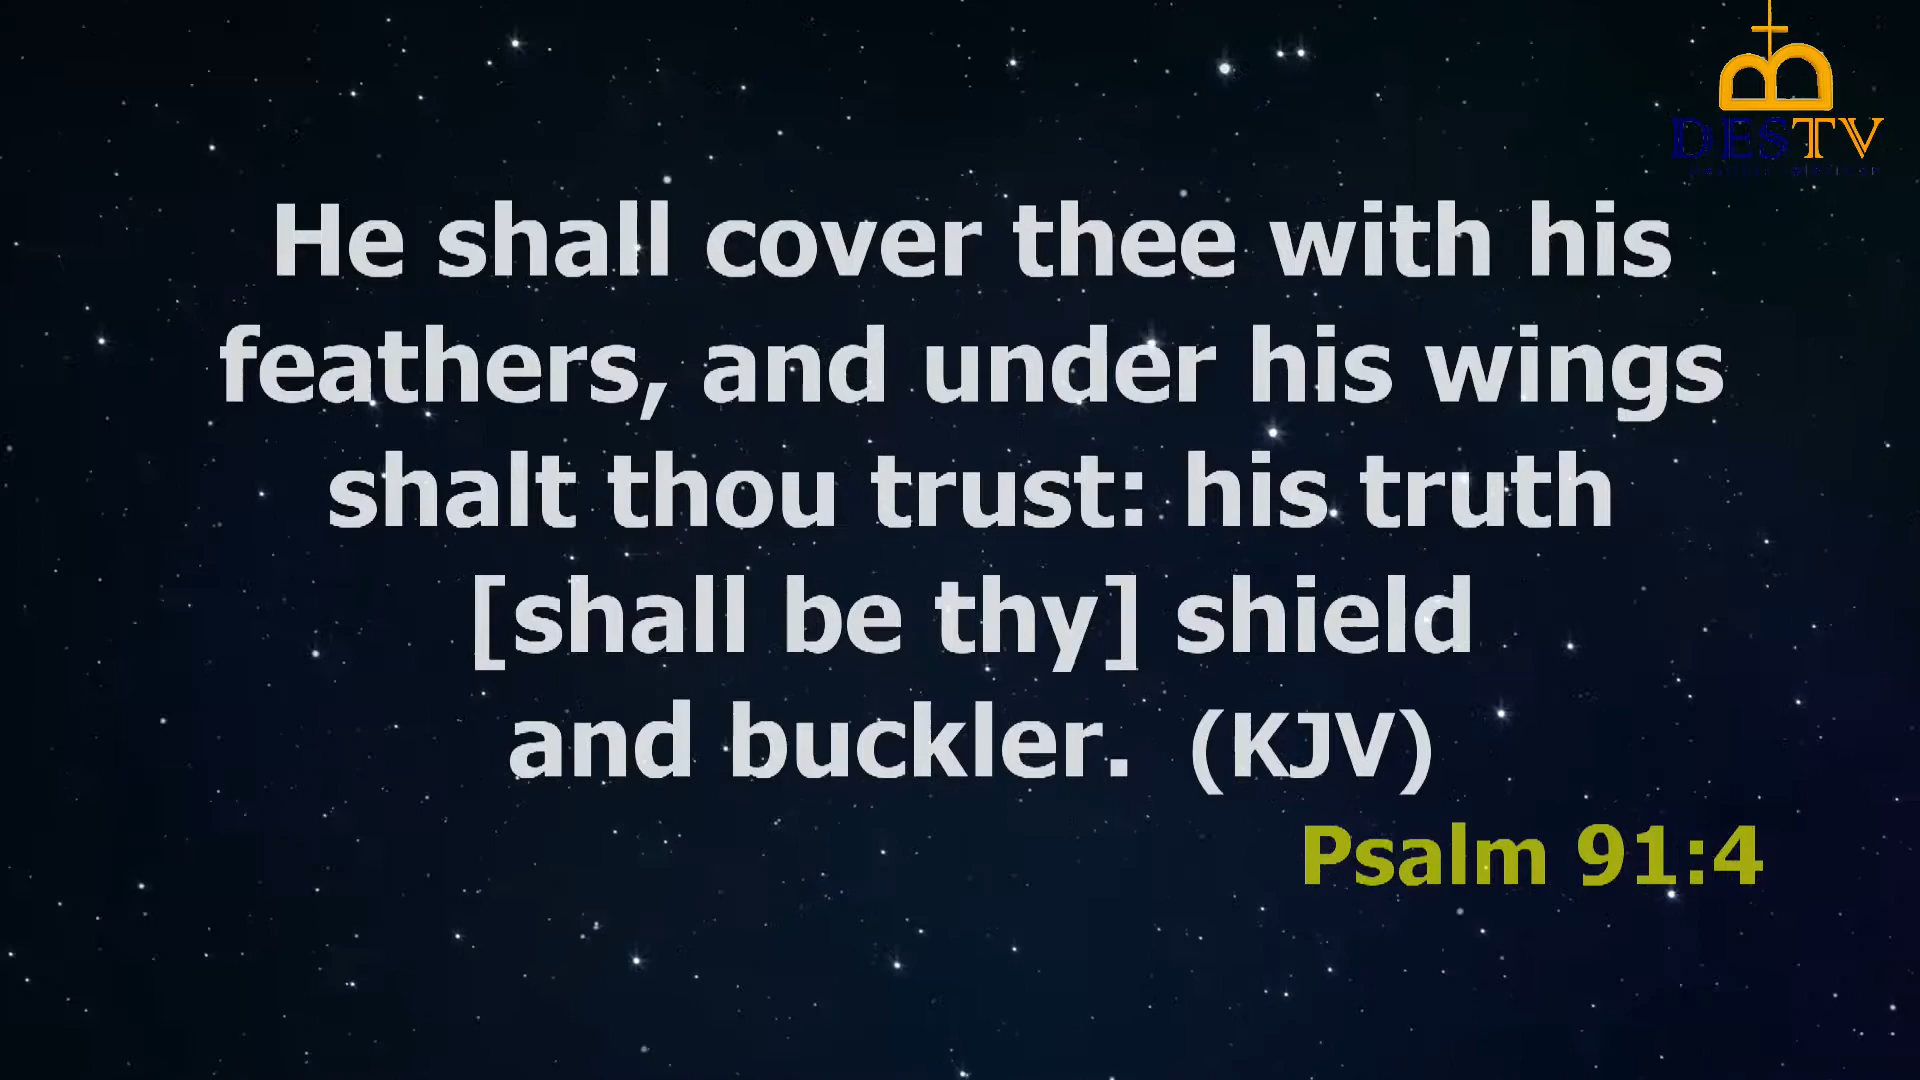 DESTV
He shall cover thee with his
feathers, and under his wings
shalt thou trust: his truth
[shall be thy] shield
and buckler. (KJV)
Psalm 91:4